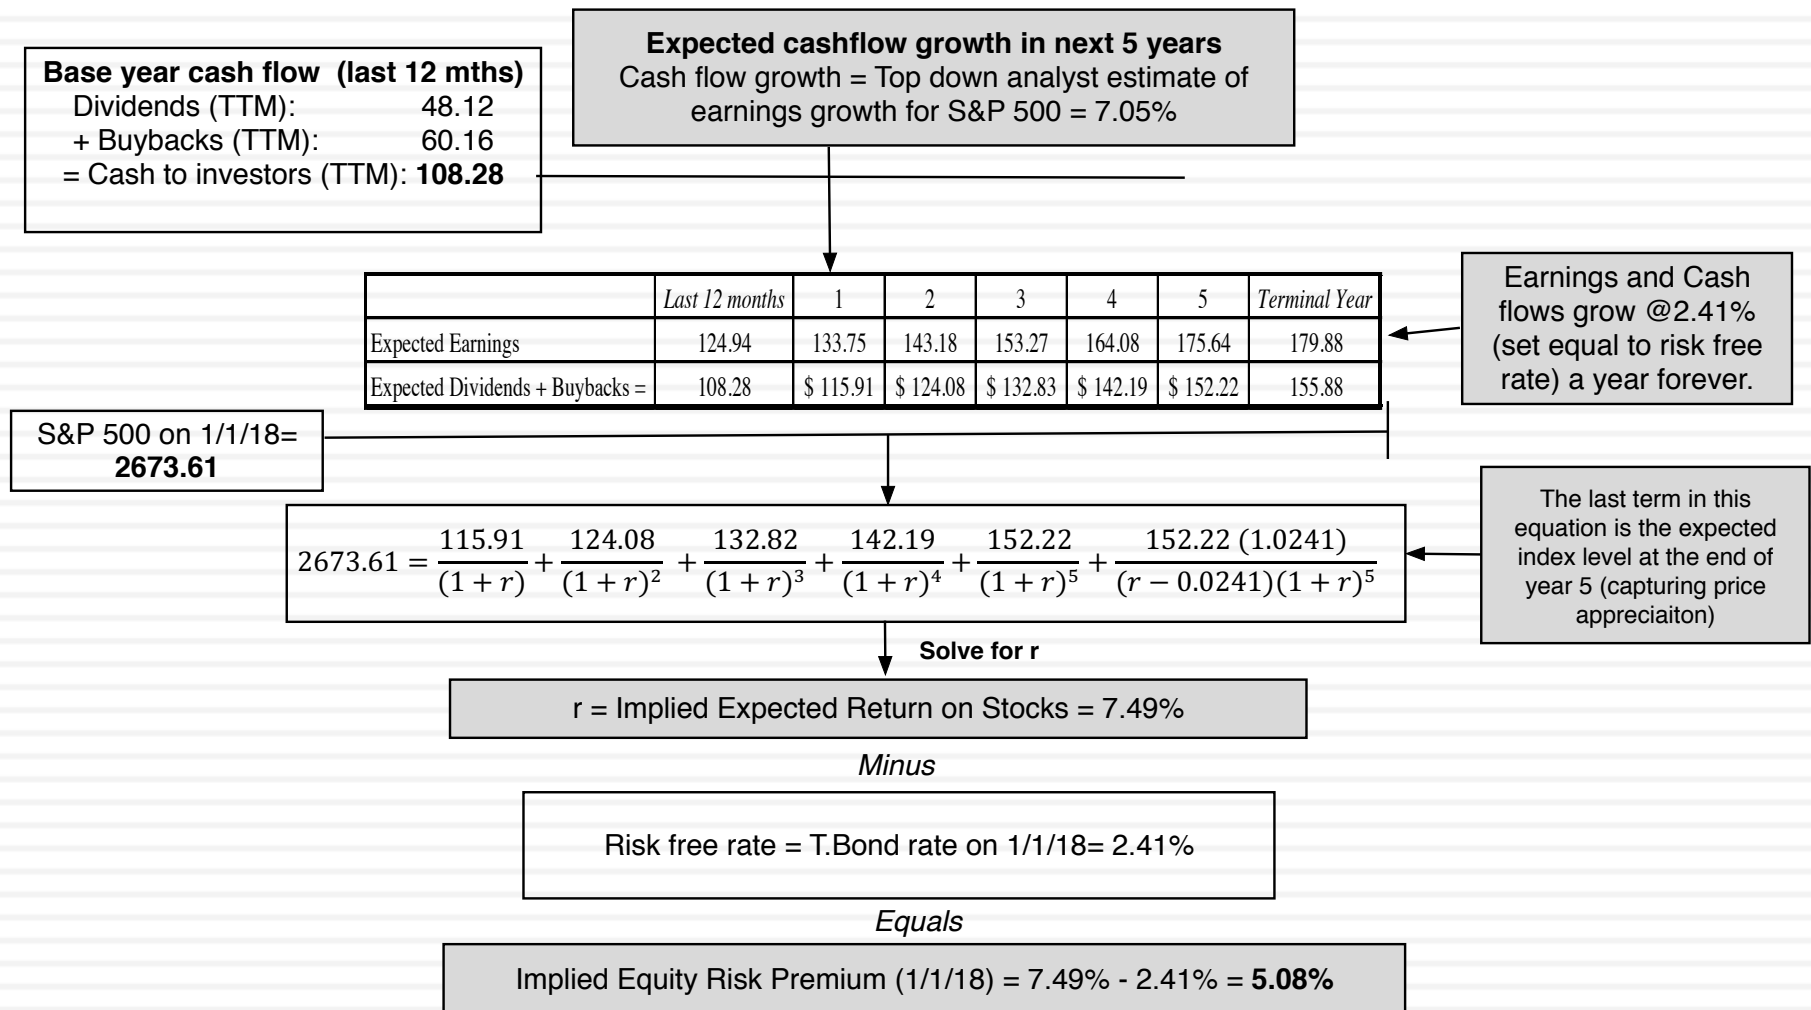 Expected cashflow growth in next 5 years
Cash flow growth = Top down analyst estimate of
earnings growth for S&P 500 = 7.05%
Base year cash flow (last 12 mths)
Dividends (TTM): 48.12
+ Buybacks (TTM): 60.16
= Cash to investors (TTM): 108.28
Last 12 months 1 2 3 4 5 Terminal Year
Expected Earnings 124.94 133.75 143.18 153.27 164.08 175.64 179.88
Expected Dividends + Buybacks = 108.28 $ 115.91 $ 124.08 $ 132.83 $ 142.19 $ 152.22 155.88
Earnings and Cash
flows grow @2.41%
(set equal to risk free
rate) a year forever.
S&P 500 on 1/1/18=
2673.61
2673.61 = 115.91/(1 + r) + 124.08/(1 + r)² + 132.82/(1 + r)³ + 142.19/(1 + r)⁴ + 152.22/(1 + r)⁵ + 152.22 (1.0241)/(r − 0.0241)(1 + r)⁵
The last term in this
equation is the expected
index level at the end of
year 5 (capturing price
appreciaiton)
Solve for r
r = Implied Expected Return on Stocks = 7.49%
Minus
Risk free rate = T.Bond rate on 1/1/18= 2.41%
Equals
Implied Equity Risk Premium (1/1/18) = 7.49% - 2.41% = 5.08%